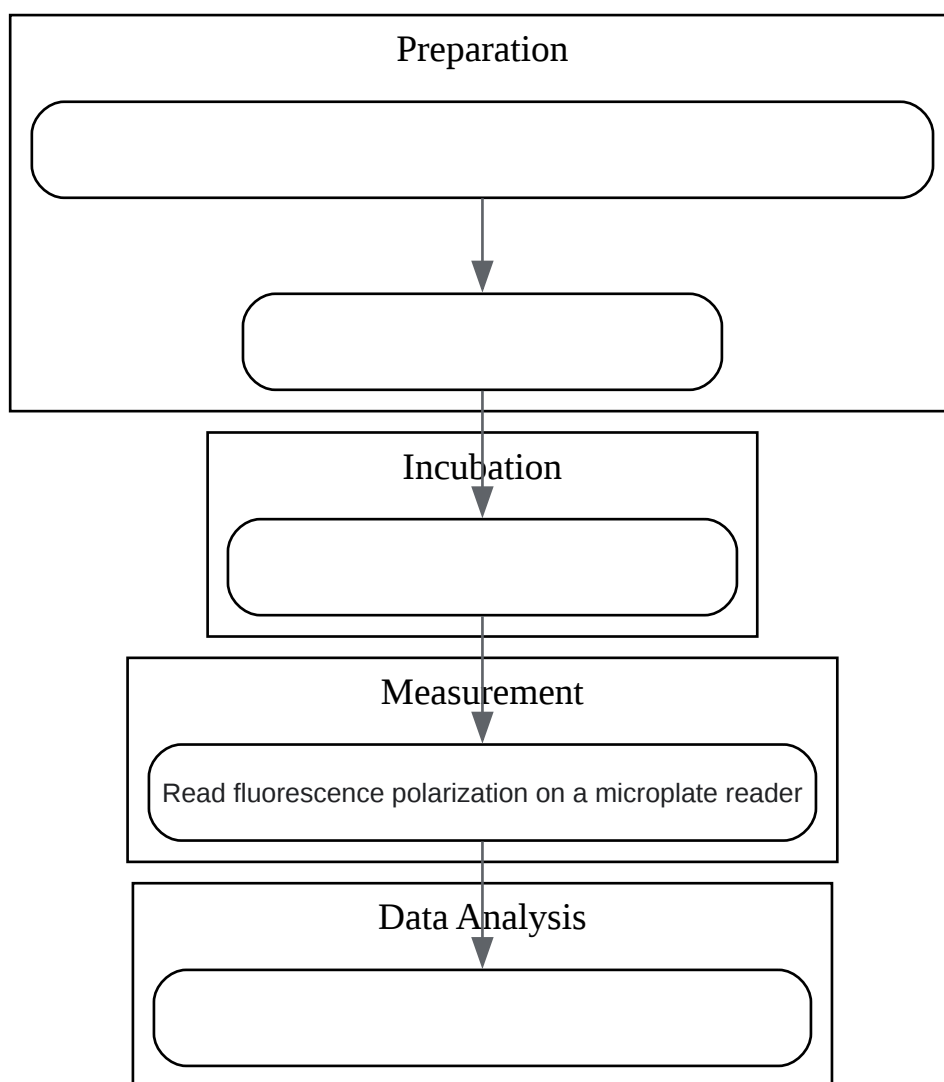 Preparation
Incubation
Measurement
Read fluorescence polarization on a microplate reader
Data Analysis